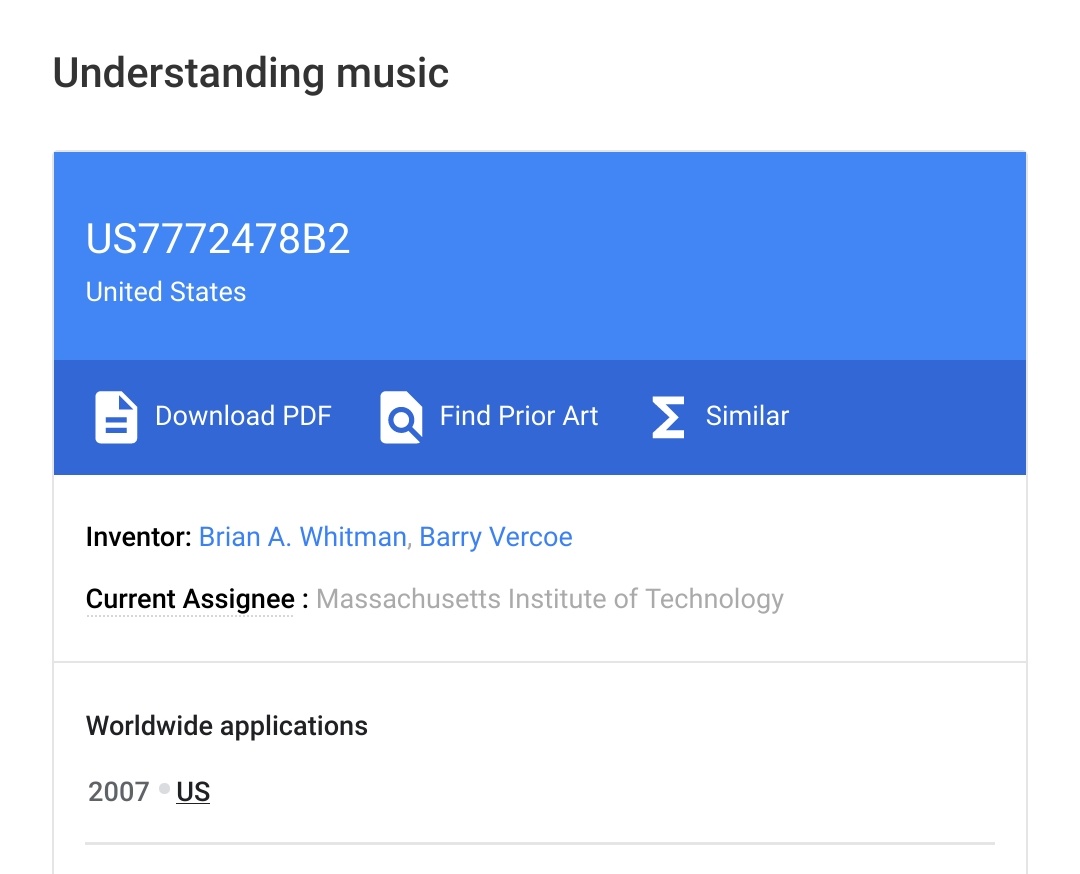 Understanding music
US7772478B2
United States
Download PDF Find Prior Art Similar
Inventor: Brian A. Whitman, Barry Vercoe
Current Assignee : Massachusetts Institute of Technology
Worldwide applications
2007 • US